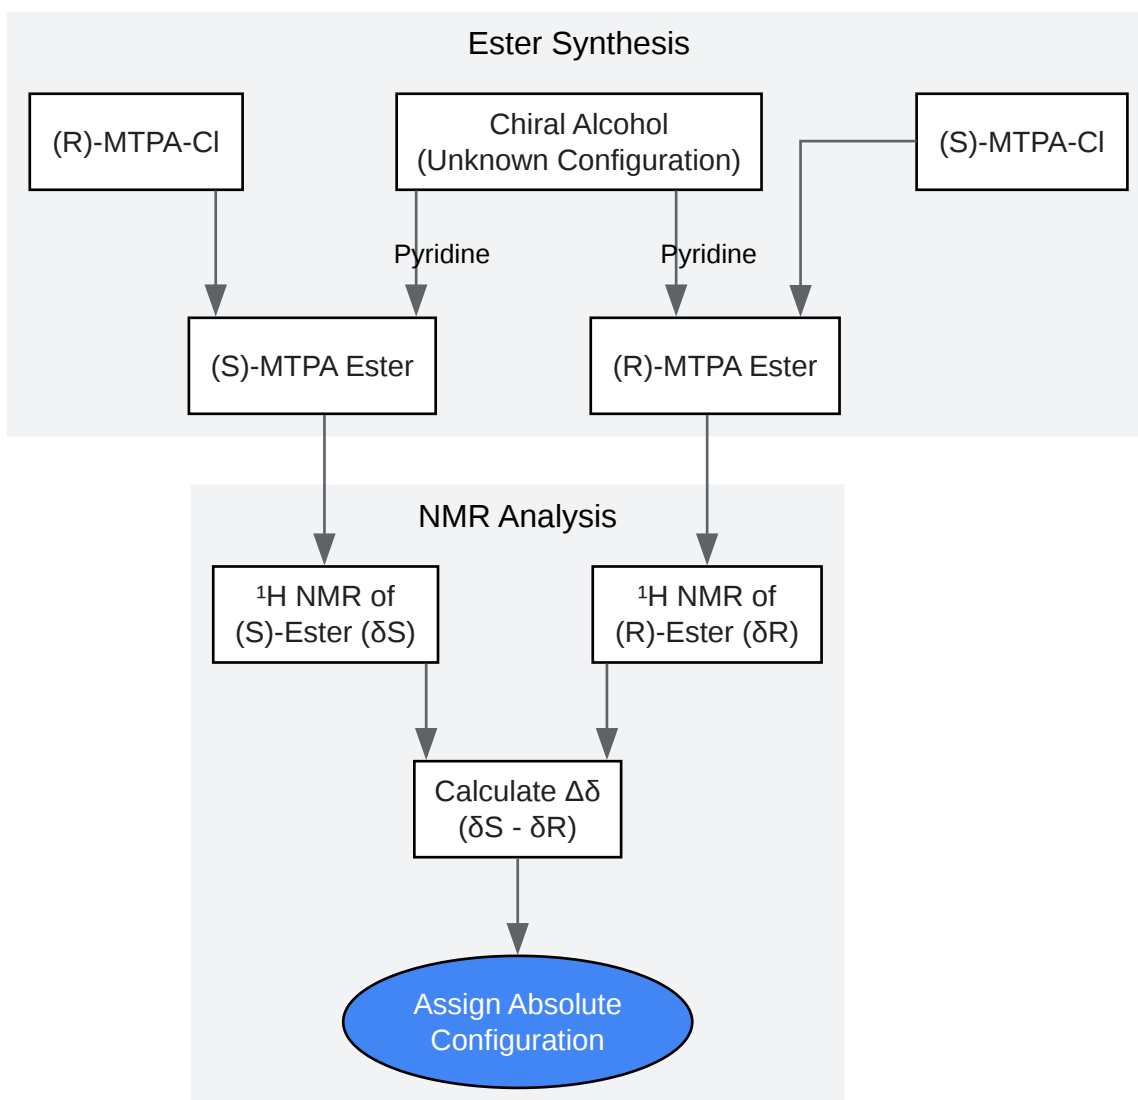 Ester Synthesis
(R)-MTPA-Cl
Chiral Alcohol
(Unknown Configuration)
(S)-MTPA-Cl
Pyridine
Pyridine
(S)-MTPA Ester
(R)-MTPA Ester
NMR Analysis
¹H NMR of
(S)-Ester (δS)
¹H NMR of
(R)-Ester (δR)
Calculate Δδ
(δS - δR)
Assign Absolute
Configuration